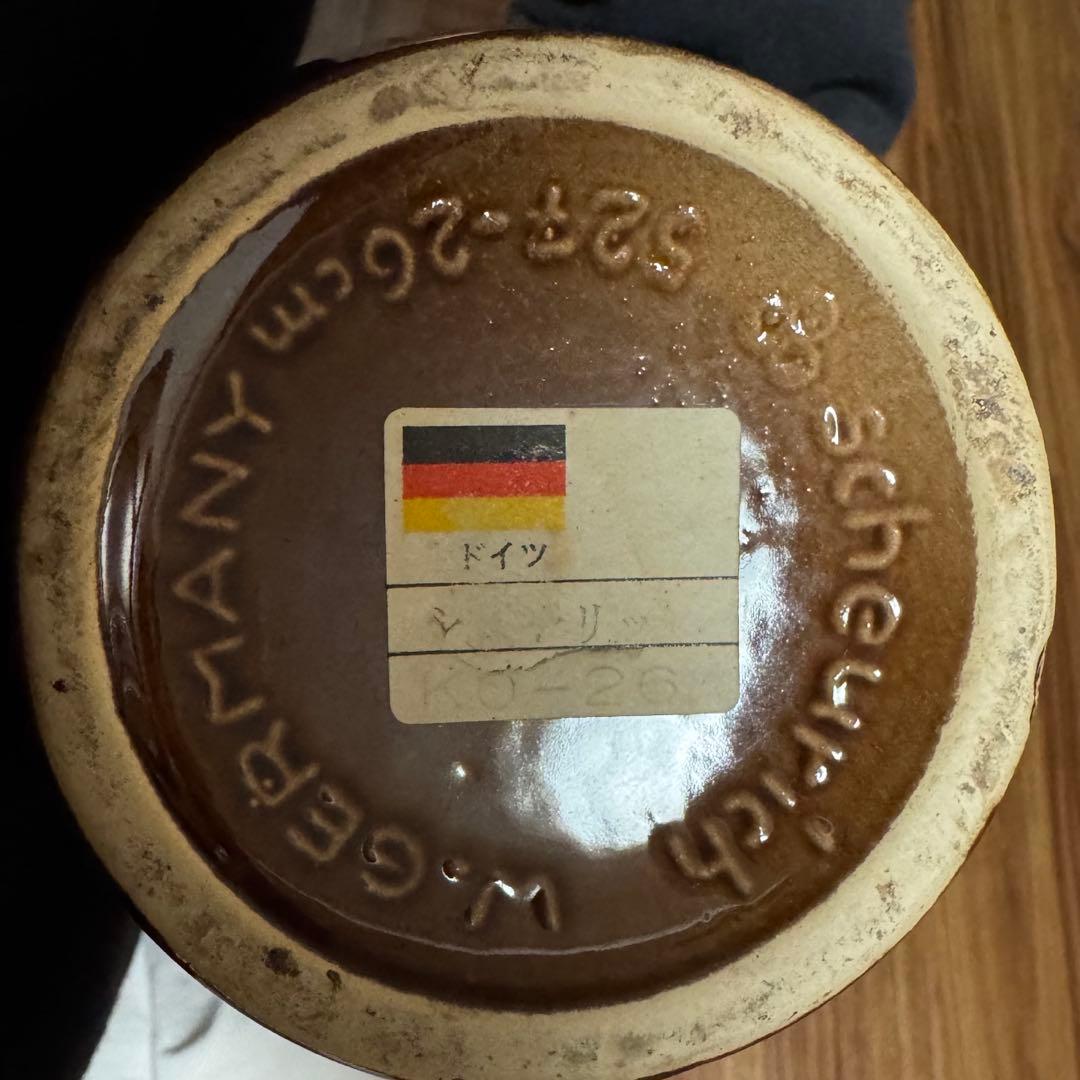 scheurich
W. GERMANY
527-26cm
ドイツ